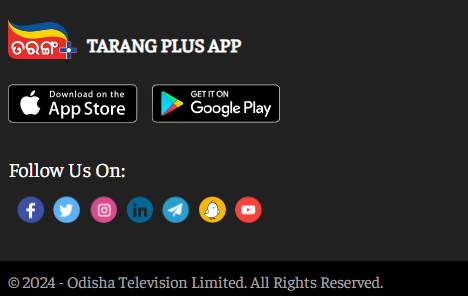 ତରଙ୍ଗ
TARANG PLUS APP
Download on the
App Store
GET IT ON
Google Play
Follow Us On:
© 2024 - Odisha Television Limited. All Rights Reserved.